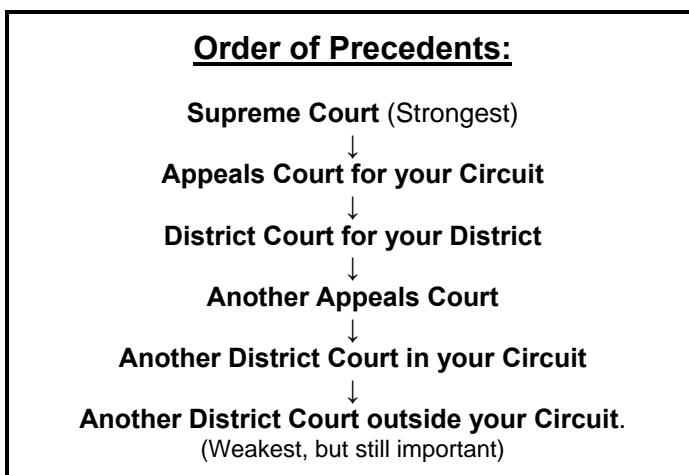 Order of Precedents:
Supreme Court (Strongest)
↓
Appeals Court for your Circuit
↓
District Court for your District
↓
Another Appeals Court
↓
Another District Court in your Circuit
↓
Another District Court outside your Circuit.
(Weakest, but still important)